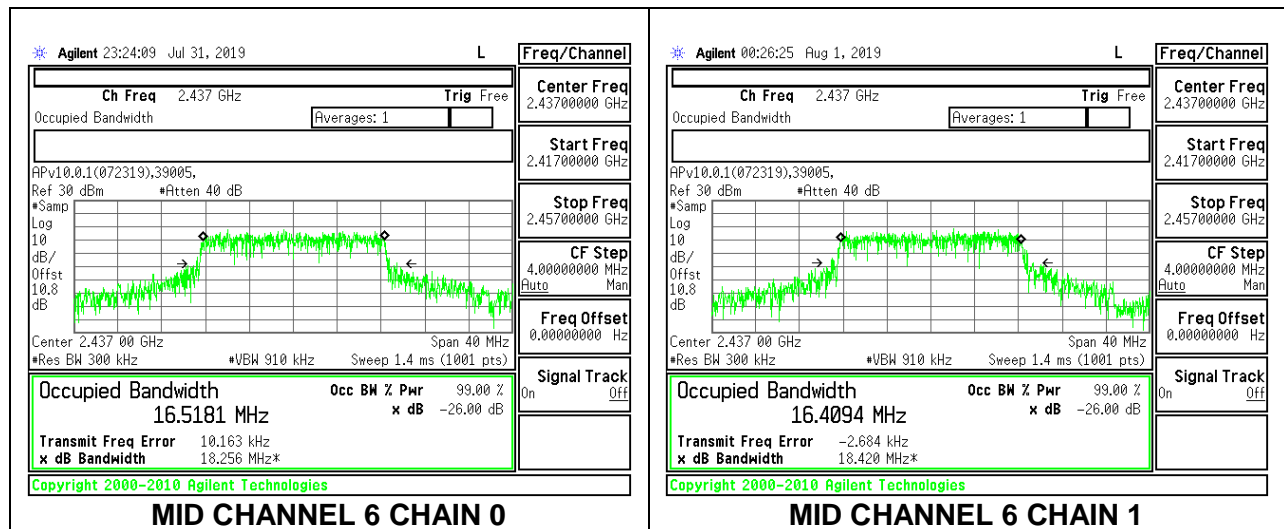 Agilent 23:24:09 Jul 31, 2019 L
Freq/Channel
Ch Freq 2.437 GHz Trig Free
Occupied Bandwidth Averages: 1
APv10.0.1(072319),39005,
Ref 30 dBm #Atten 40 dB
#Samp
Log
10
dB/
Offst
10.8
dB
Center 2.437 00 GHz Span 40 MHz
#Res BW 300 kHz #VBW 910 kHz Sweep 1.4 ms (1001 pts)
Occupied Bandwidth Occ BW % Pwr 99.00 %
16.5181 MHz x dB -26.00 dB
Transmit Freq Error 10.163 kHz
x dB Bandwidth 18.256 MHz*
Center Freq
2.43700000 GHz
Start Freq
2.41700000 GHz
Stop Freq
2.45700000 GHz
CF Step
4.00000000 MHz
Auto Man
Freq Offset
0.00000000 Hz
Signal Track
On Off
Copyright 2000-2010 Agilent Technologies
MID CHANNEL 6 CHAIN 0
Agilent 00:26:25 Aug 1, 2019 L
Freq/Channel
Ch Freq 2.437 GHz Trig Free
Occupied Bandwidth Averages: 1
APv10.0.1(072319),39005,
Ref 30 dBm #Atten 40 dB
#Samp
Log
10
dB/
Offst
10.8
dB
Center 2.437 00 GHz Span 40 MHz
#Res BW 300 kHz #VBW 910 kHz Sweep 1.4 ms (1001 pts)
Occupied Bandwidth Occ BW % Pwr 99.00 %
16.4094 MHz x dB -26.00 dB
Transmit Freq Error -2.684 kHz
x dB Bandwidth 18.420 MHz*
Center Freq
2.43700000 GHz
Start Freq
2.41700000 GHz
Stop Freq
2.45700000 GHz
CF Step
4.00000000 MHz
Auto Man
Freq Offset
0.00000000 Hz
Signal Track
On Off
Copyright 2000-2010 Agilent Technologies
MID CHANNEL 6 CHAIN 1